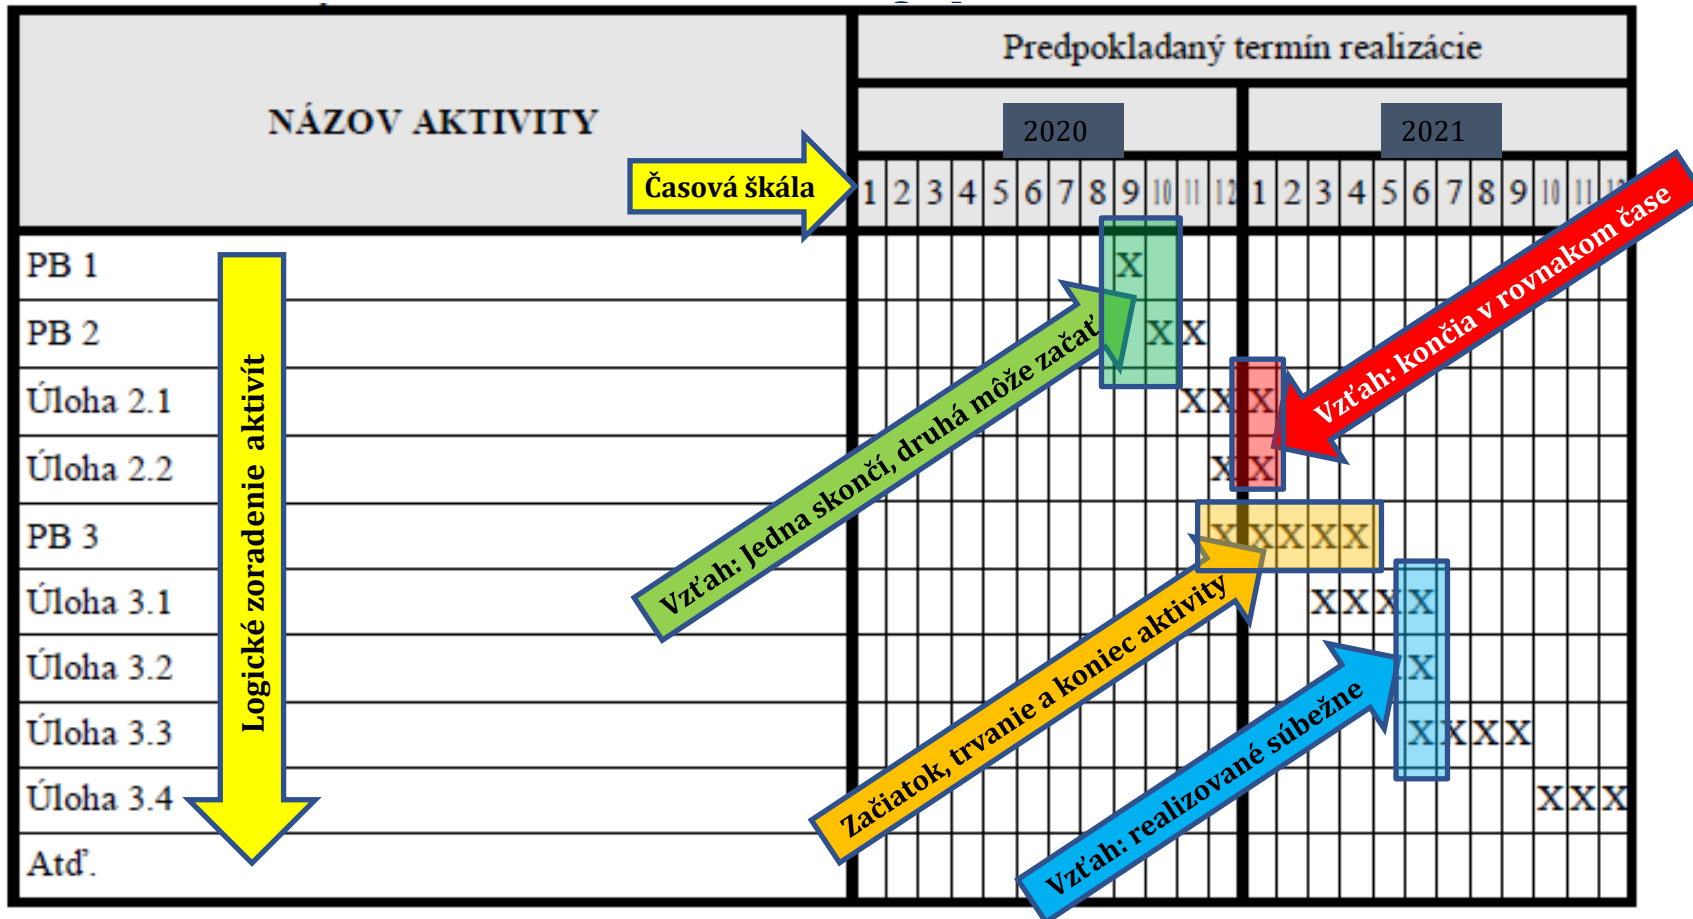 Predpokladaný termín realizácie
NÁZOV AKTIVITY
2020
2021
Časová škála
1 2 3 4 5 6 7 8 9 10 11 12 1 2 3 4 5 6 7 8 9 10 11
PB 1 X
PB 2 X X
Úloha 2.1 X X X
Úloha 2.2 X X
PB 3 X X X X X
Úloha 3.1 X X X X
Úloha 3.2 X
Úloha 3.3 X X X X
Úloha 3.4 X X X
Atď.
Logické zoradenie aktivít
Vzťah: Jedna skončí, druhá môže začať
Vzťah: končia v rovnakom čase
Začiatok, trvanie a koniec aktivity
Vzťah: realizované súbežne